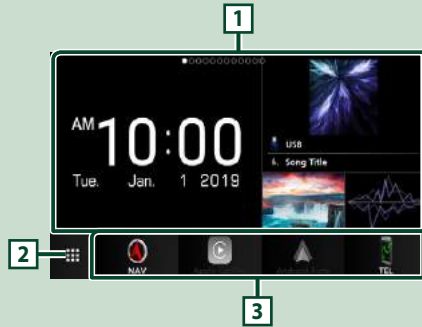 1
AM 10:00
Tue. Jan. 1 2019
USB
Song Title
2
NAV
TEL
3